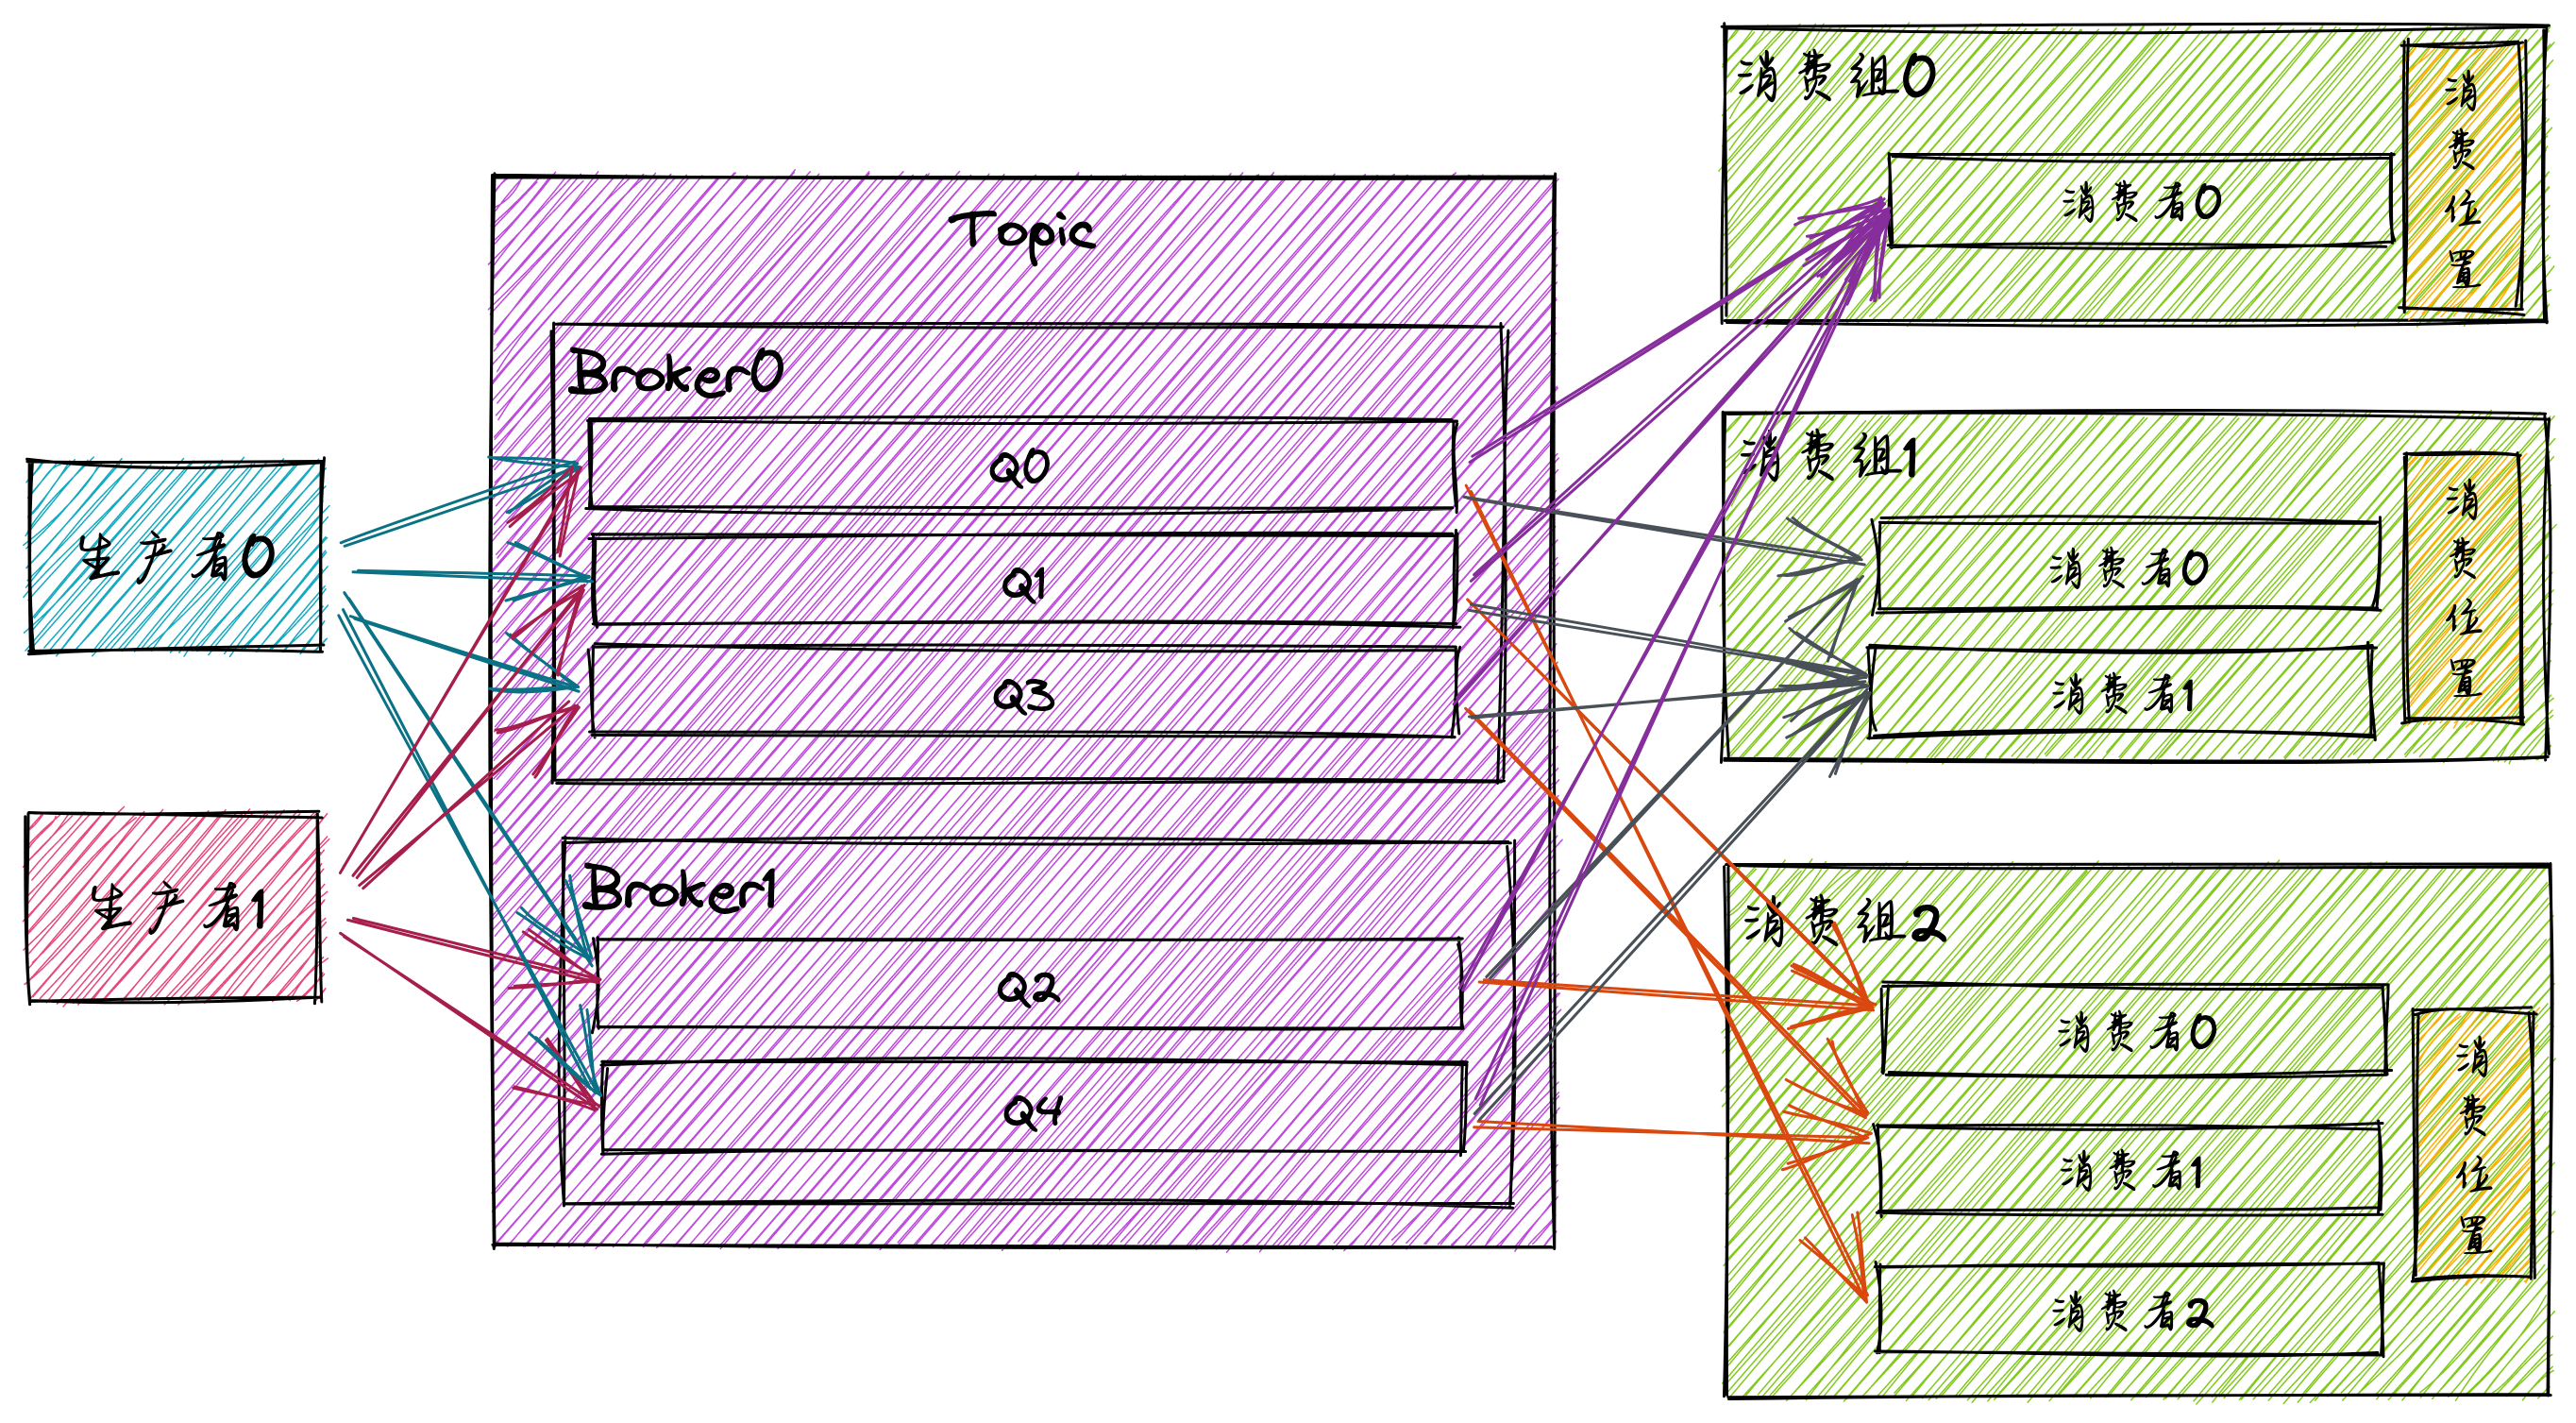 生产者0
生产者1
Topic
Broker0
Q0
Q1
Q3
Broker1
Q2
Q4
消费组0
消费者0
消费位置
消费组1
消费者0
消费者1
消费位置
消费组2
消费者0
消费者1
消费者2
消费位置